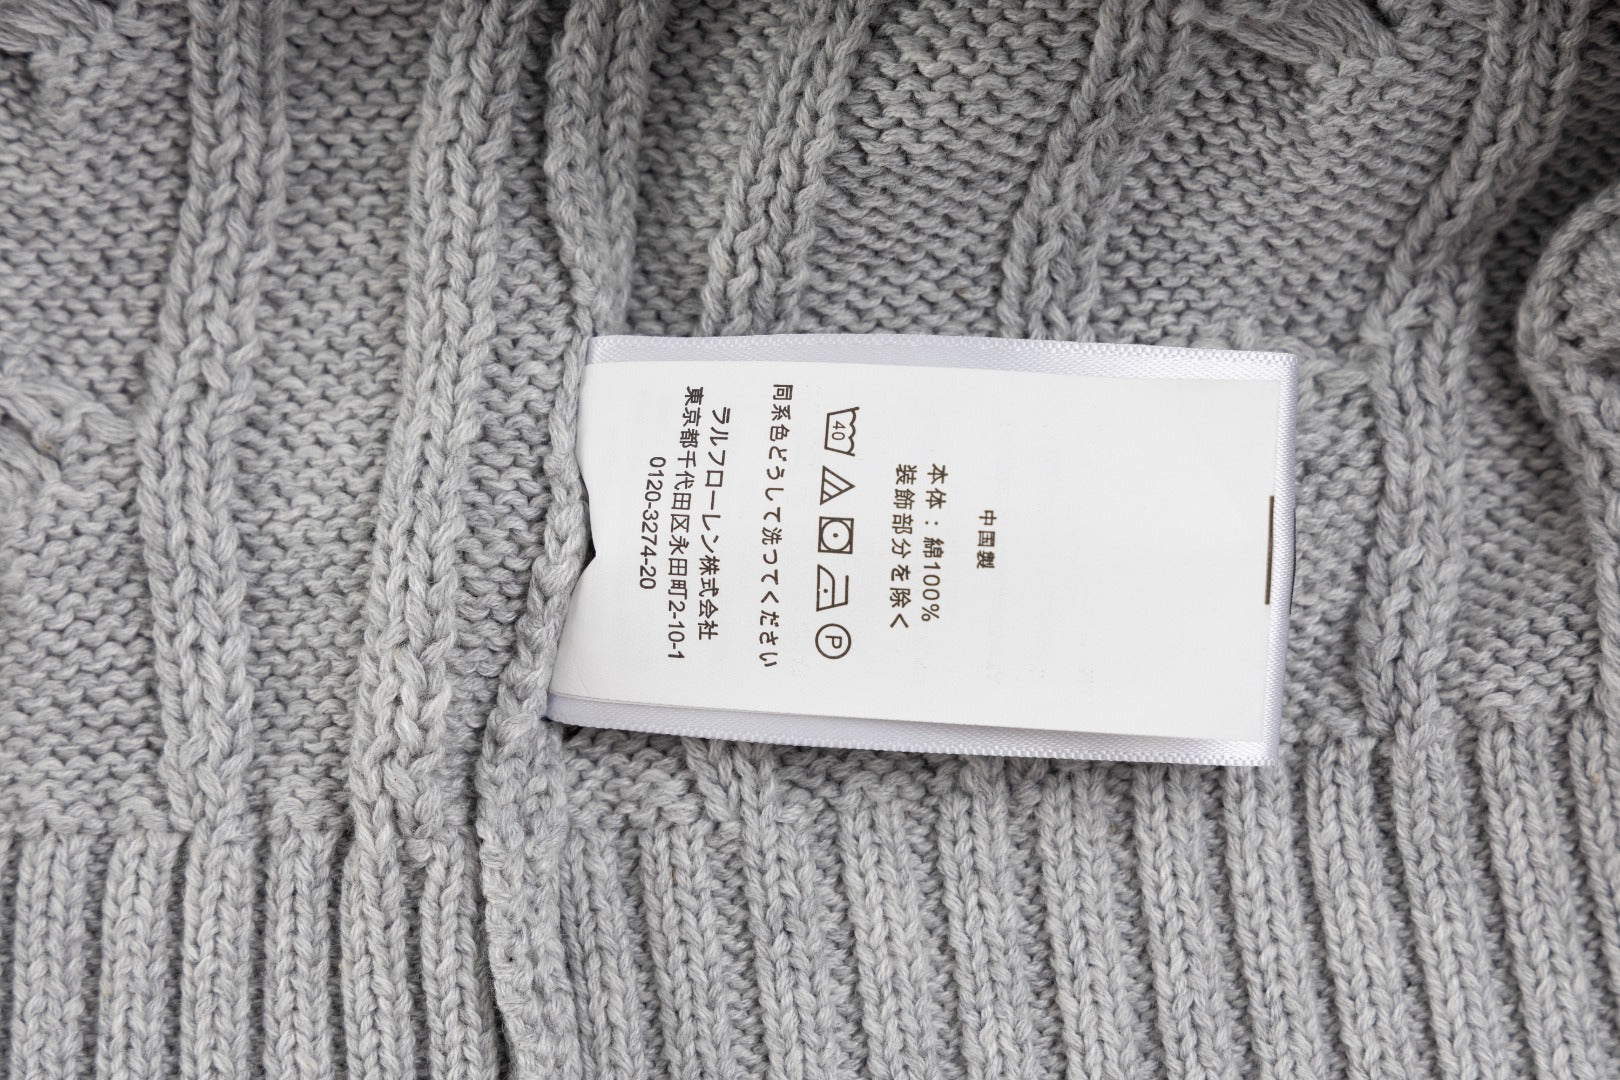 中国製
本体：綿100%
装飾部分を除く
40
P
同系色どうして洗ってください
ラルフローレン株式会社
東京都千代田区永田町2-10-1
0120-3274-20